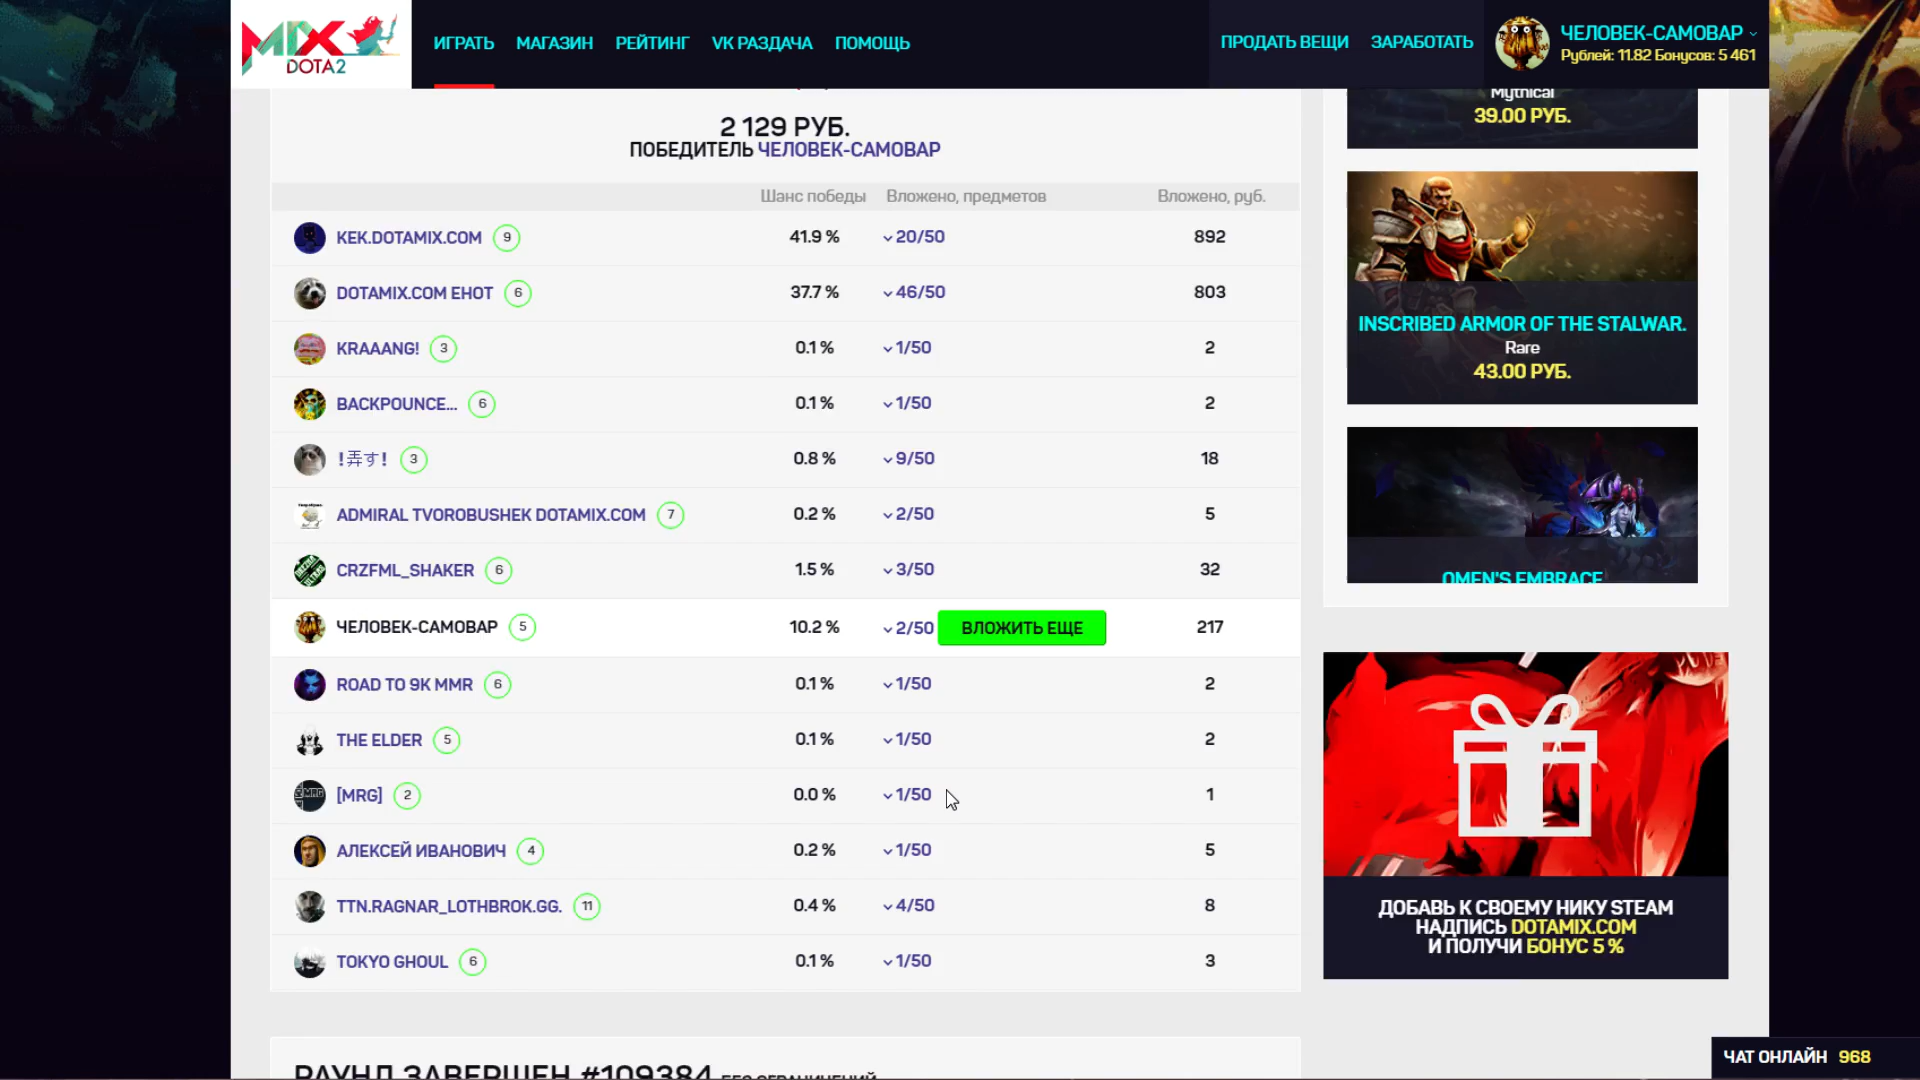 MIX
DOTA2
ИГРАТЬ МАГАЗИН РЕЙТИНГ VK РАЗДАЧА ПОМОЩЬ
ПРОДАТЬ ВЕЩИ ЗАРАБОТАТЬ
ЧЕЛОВЕК-САМОВАР
Рублей: 11.82 Бонусов: 5 461
2 129 РУБ.
ПОБЕДИТЕЛЬ ЧЕЛОВЕК-САМОВАР
Шанс победы Вложено, предметов Вложено, руб.
KEK.DOTAMIX.COM 9 41.9 % 20/50 892
DOTAMIX.COM EHOT 6 37.7 % 46/50 803
KRAAANG! 3 0.1 % 1/50 2
BACKPOUNCE... 6 0.1 % 1/50 2
!弄す! 3 0.8 % 9/50 18
ADMIRAL TVOROBUSHEK DOTAMIX.COM 7 0.2 % 2/50 5
CRZFML_SHAKER 6 1.5 % 3/50 32
ЧЕЛОВЕК-САМОВАР 5 10.2 % 2/50 ВЛОЖИТЬ ЕЩЕ 217
ROAD TO 9K MMR 6 0.1 % 1/50 2
THE ELDER 5 0.1 % 1/50 2
[MRG] 2 0.0 % 1/50 1
АЛЕКСЕЙ ИВАНОВИЧ 4 0.2 % 1/50 5
TTN.RAGNAR_LOTHBROK.GG. 11 0.4 % 4/50 8
TOKYO GHOUL 6 0.1 % 1/50 3
РАУНД ЗАВЕРШЕН #109384 БЕЗ ОГРАНИЧЕНИЙ
Mythical
39.00 РУБ.
INSCRIBED ARMOR OF THE STALWAR.
Rare
43.00 РУБ.
OMEN'S EMBRACE
ДОБАВЬ К СВОЕМУ НИКУ STEAM
НАДПИСЬ DOTAMIX.COM
И ПОЛУЧИ БОНУС 5 %
ЧАТ ОНЛАЙН 968